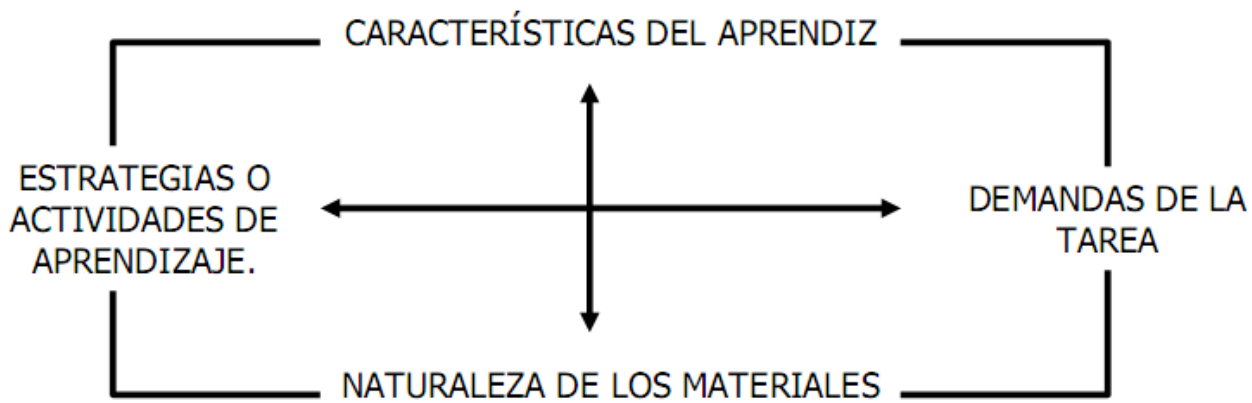 CARACTERÍSTICAS DEL APRENDIZ
ESTRATEGIAS O
ACTIVIDADES DE
APRENDIZAJE.
DEMANDAS DE LA
TAREA
NATURALEZA DE LOS MATERIALES